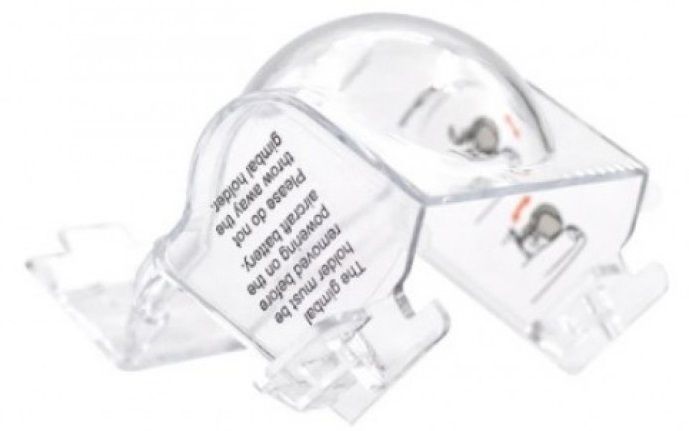 The gimbal
holder must be
removed before
powering on the
aircraft battery.
Please do not
throw away the
gimbal holder.